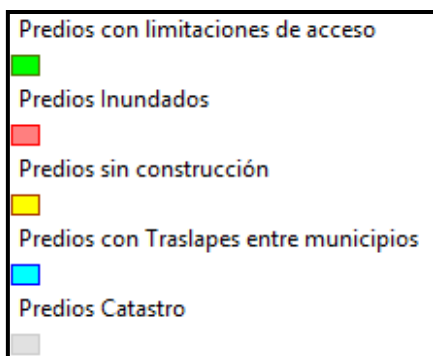 Predios con limitaciones de acceso
Predios Inundados
Predios sin construcción
Predios con Traslapes entre municipios
Predios Catastro